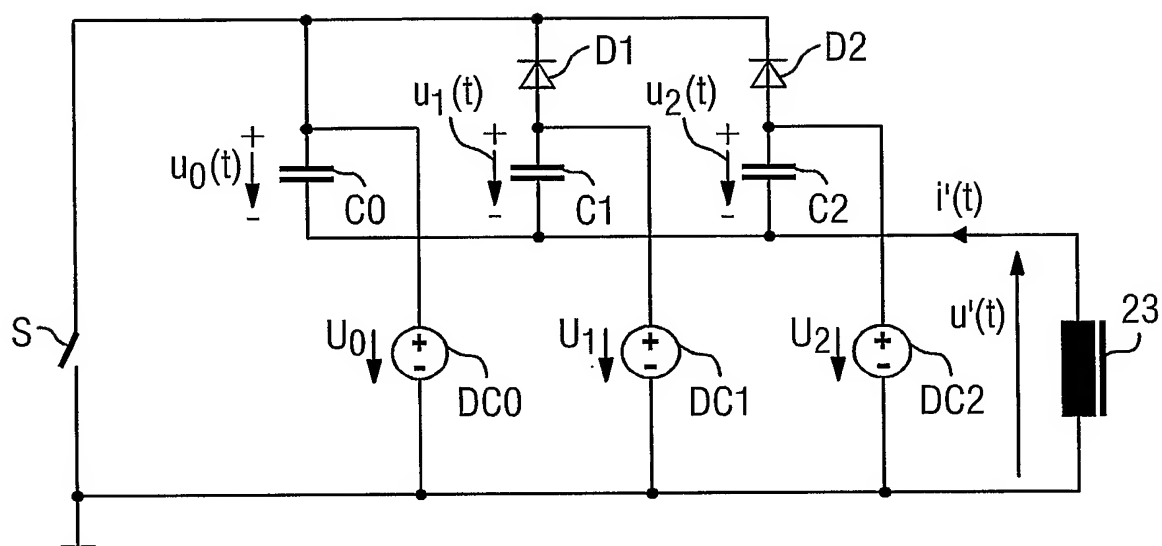 D1
D2
u1(t)
u2(t)
+
+
+
u0(t)
-
-
-
C0
C1
C2
i'(t)
S
U0
+
-
DC0
U1
+
-
DC1
U2
+
-
DC2
u'(t)
23